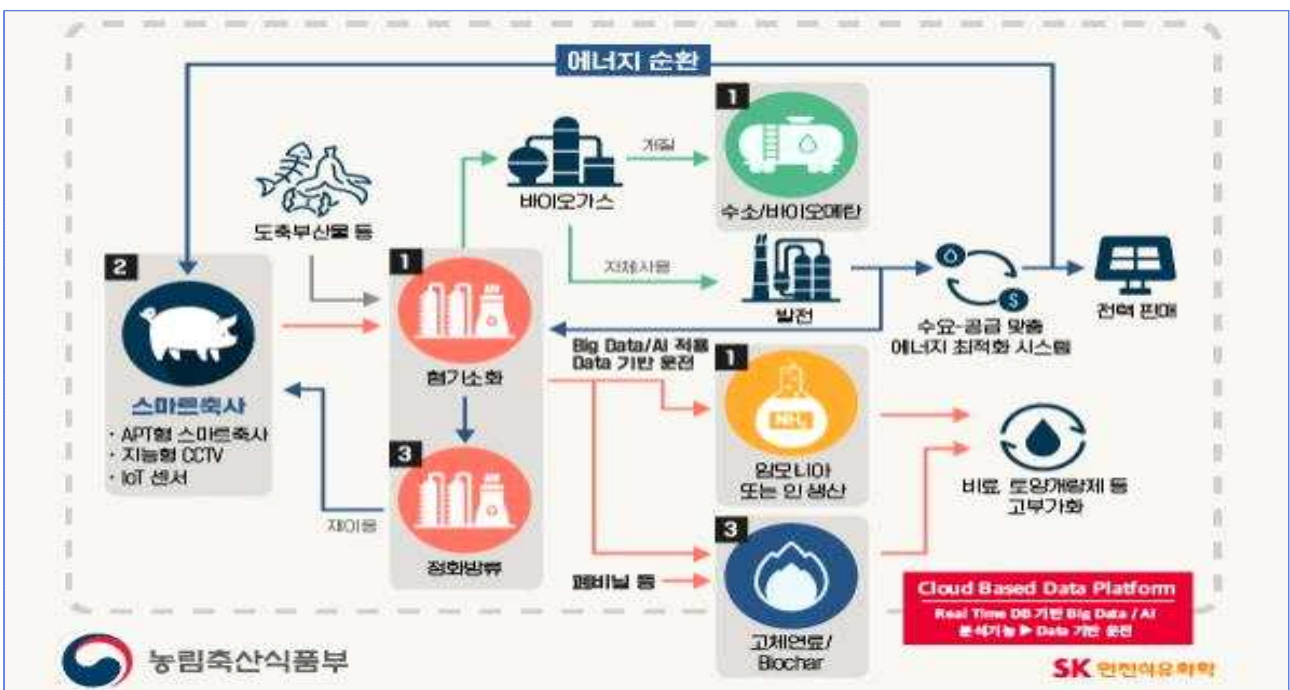 에너지 순환
1
개질
바이오가스
수소/바이오메탄
도축부산물 등
2
1
자체사용
발전
수요-공급 맞춤
에너지 최적화 시스템
전력 판매
Big Data/AI 적용
Data 기반 운전
1
혐기소화
스마트축사
· APT형 스마트축사
· 지능형 CCTV
· IoT 센서
3
NH₃
암모니아
또는 인 생산
비료, 토양개량제 등
고부가화
재이용
정화방류
3
폐비닐 등
고체연료/
Biochar
Cloud Based Data Platform
Real Time DB 기반 Big Data / AI
분석기능 ▶ Data 기반 운전
농림축산식품부
SK 인천석유화학